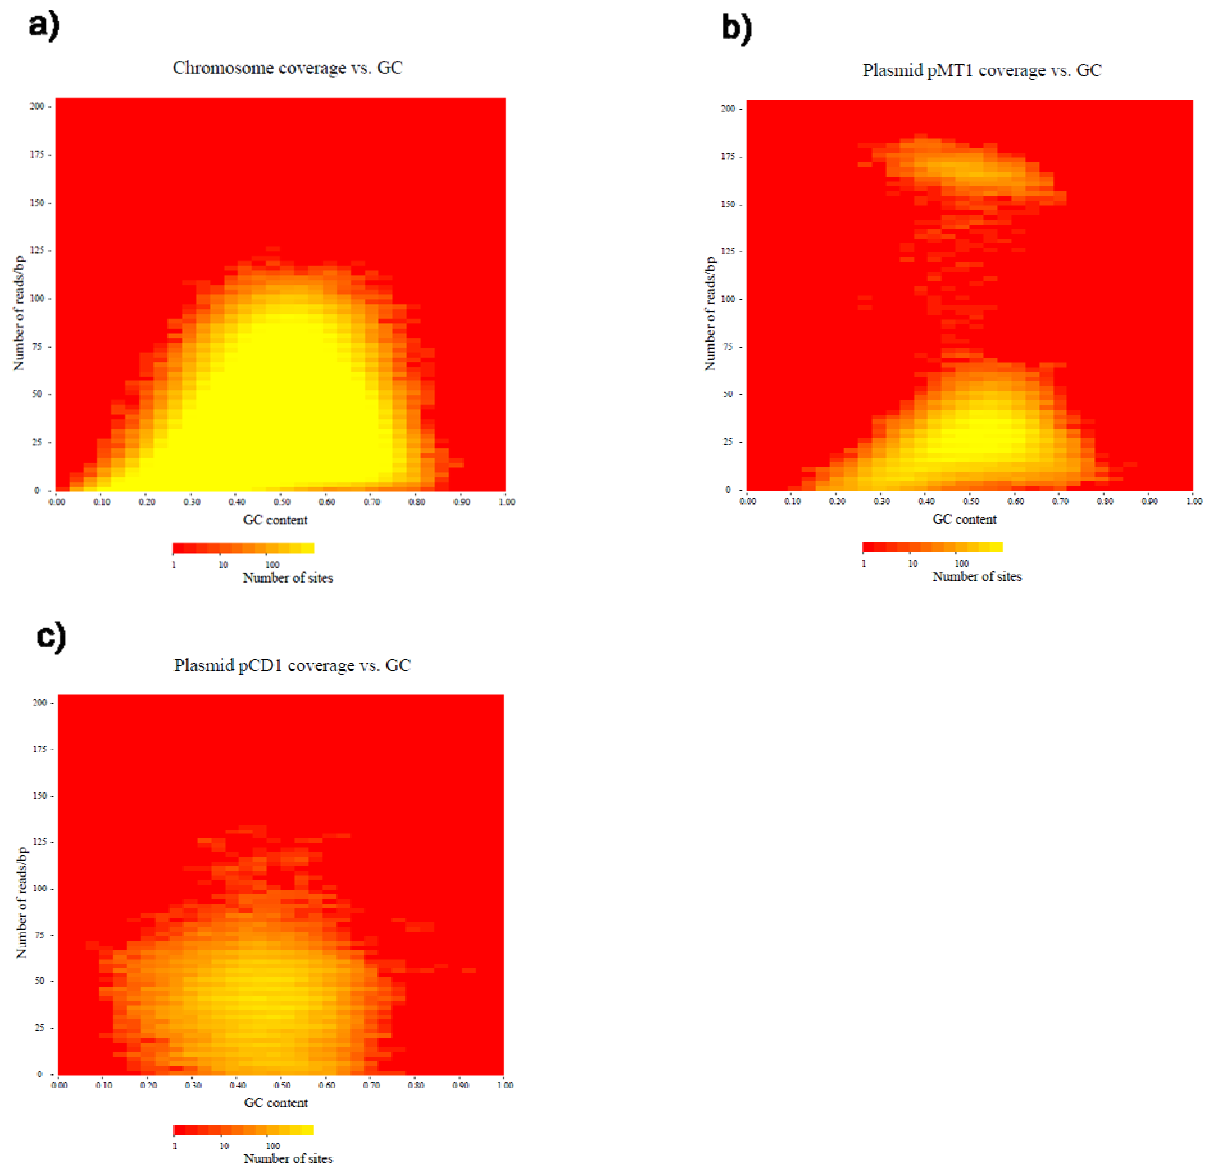 a)
Chromosome coverage vs. GC
Number of reads/bp
200
175
150
125
100
75
50
25
0
0.00 0.10 0.20 0.30 0.40 0.50 0.60 0.70 0.80 0.90 1.00
GC content
1 10 100
Number of sites
b)
Plasmid pMT1 coverage vs. GC
Number of reads/bp
200
175
150
125
100
75
50
25
0
0.00 0.10 0.20 0.30 0.40 0.50 0.60 0.70 0.80 0.90 1.00
GC content
1 10 100
Number of sites
c)
Plasmid pCD1 coverage vs. GC
Number of reads/bp
200
175
150
125
100
75
50
25
0
0.00 0.10 0.20 0.30 0.40 0.50 0.60 0.70 0.80 0.90 1.00
GC content
1 10 100
Number of sites